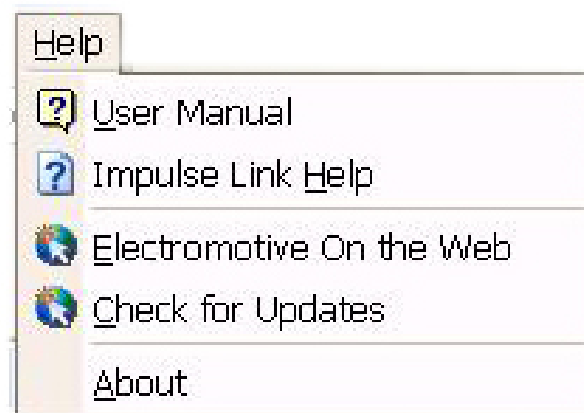 Help
User Manual
Impulse Link Help
Electromotive On the Web
Check for Updates
About